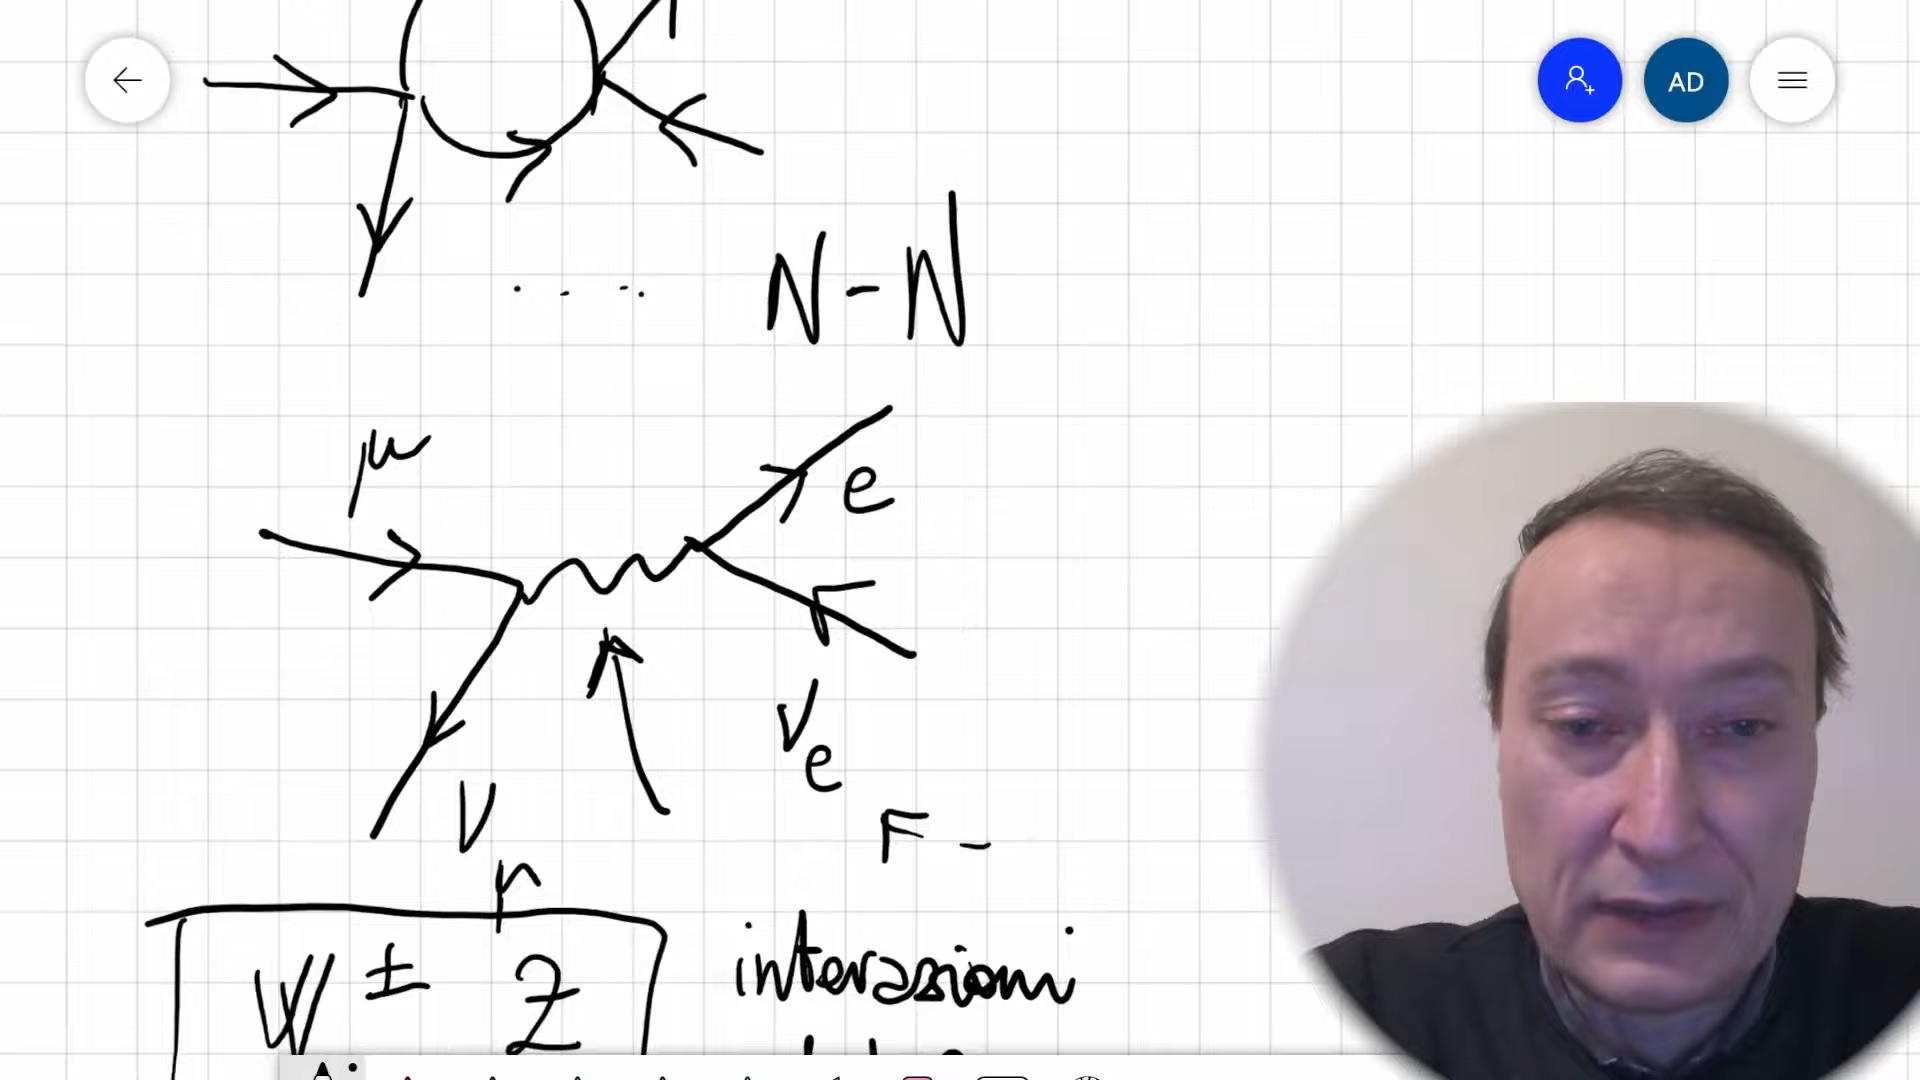 AD
N-N
μ
e
ν
e
F -
ν
μ
W ± Z
interazioni